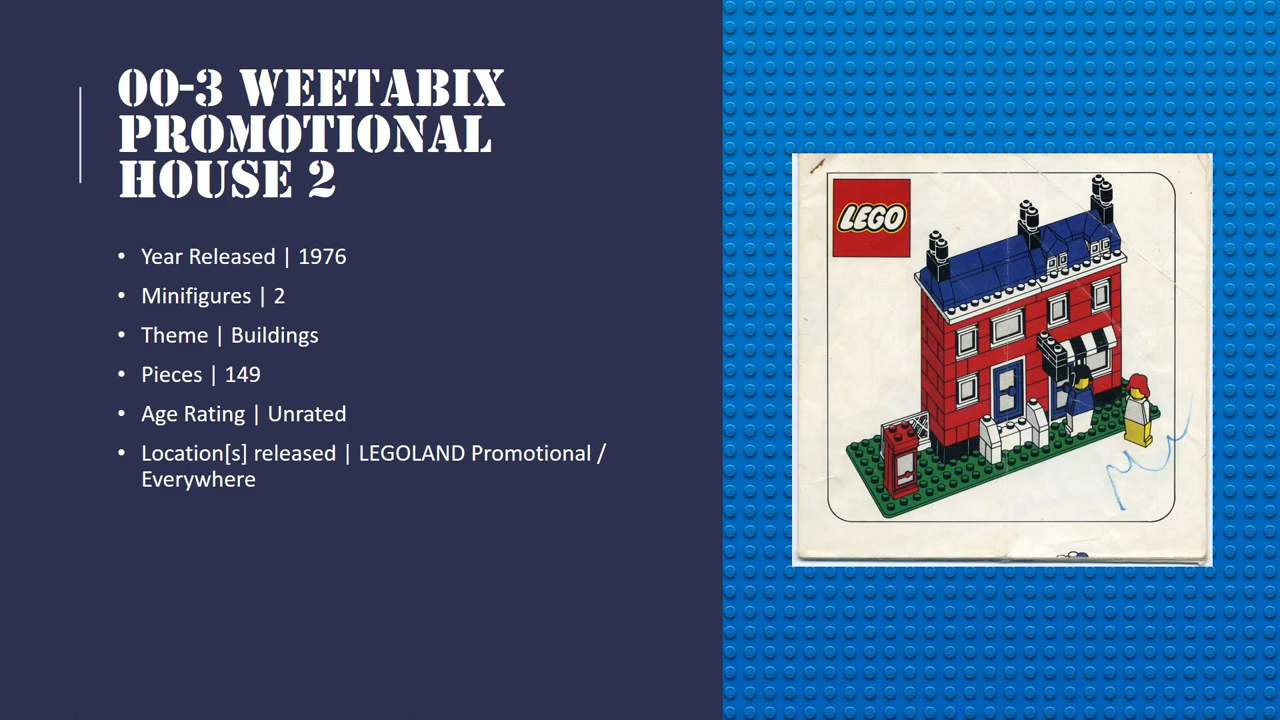 00-3 WEETABIX
PROMOTIONAL
HOUSE 2
• Year Released | 1976
• Minifigures | 2
• Theme | Buildings
• Pieces | 149
• Age Rating | Unrated
• Location[s] released | LEGOLAND Promotional /
Everywhere
LEGO